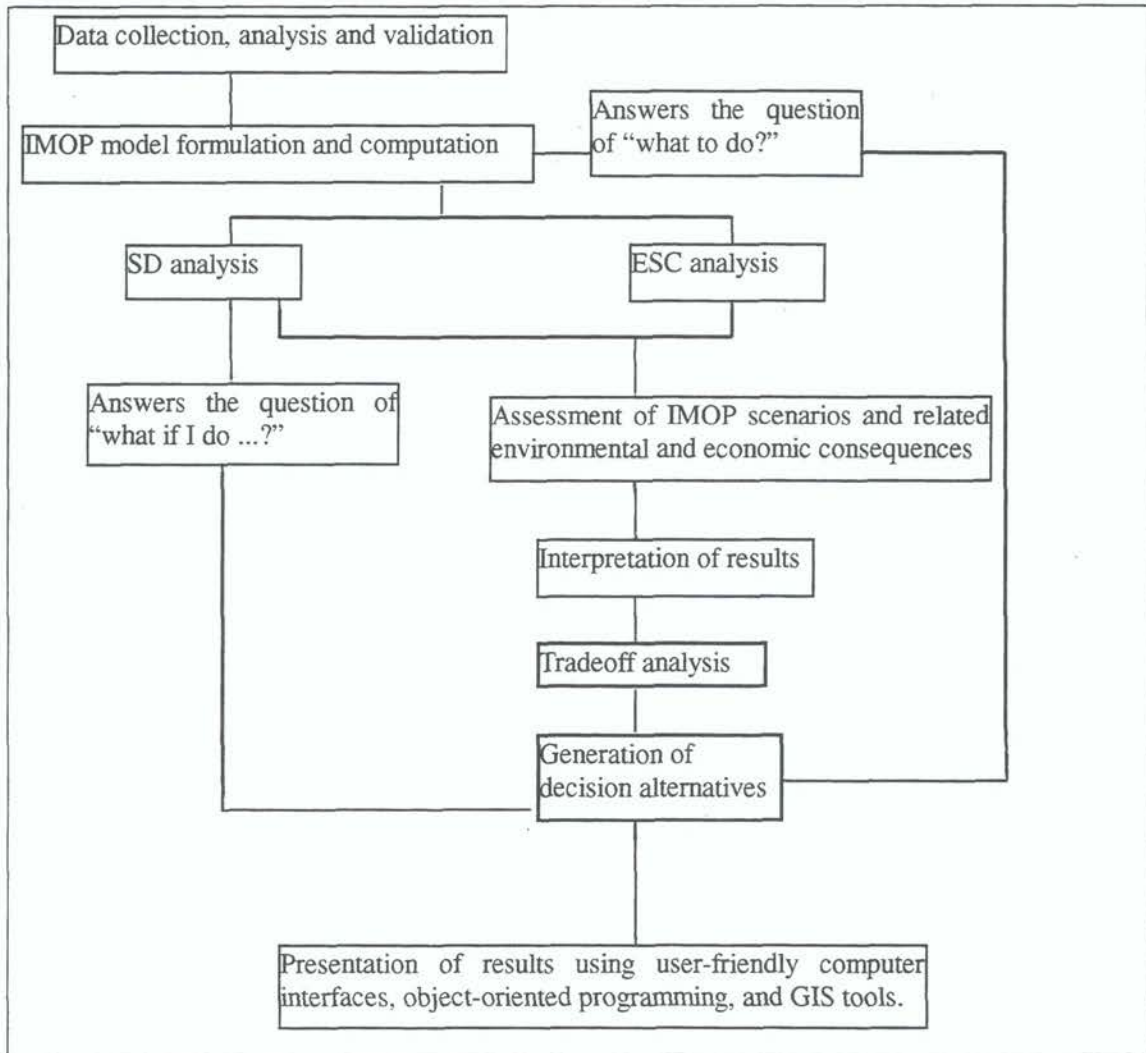 Data collection, analysis and validation
Answers the question
of “what to do?”
IMOP model formulation and computation
SD analysis
ESC analysis
Answers the question of
“what if I do ...?”
Assessment of IMOP scenarios and related
environmental and economic consequences
Interpretation of results
Tradeoff analysis
Generation of
decision alternatives
Presentation of results using user-friendly computer
interfaces, object-oriented programming, and GIS tools.